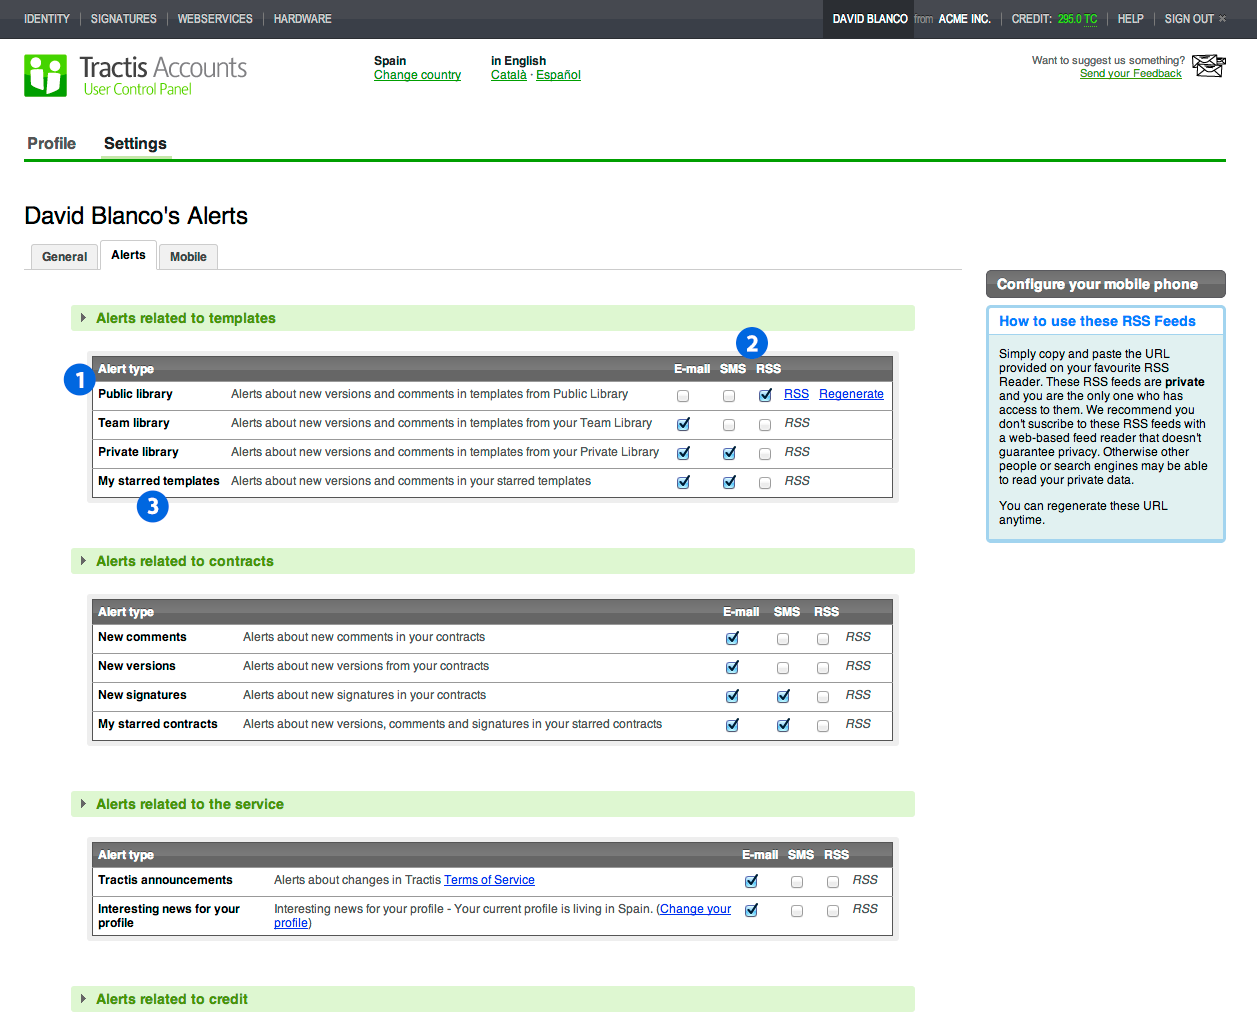 IDENTITY SIGNATURES WEBSERVICES HARDWARE DAVID BLANCO from ACME INC. CREDIT: 295.0 TC HELP SIGN OUT ×
Tractis Accounts
User Control Panel
Spain
Change country
in English
Català · Español
Want to suggest us something?
Send your Feedback
Profile Settings
David Blanco's Alerts
General Alerts Mobile
Alerts related to templates
2
1
Alert type E-mail SMS RSS
Public library Alerts about new versions and comments in templates from Public Library RSS Regenerate
Team library Alerts about new versions and comments in templates from your Team Library RSS
Private library Alerts about new versions and comments in templates from your Private Library RSS
My starred templates Alerts about new versions and comments in your starred templates RSS
3
Alerts related to contracts
Alert type E-mail SMS RSS
New comments Alerts about new comments in your contracts RSS
New versions Alerts about new versions from your contracts RSS
New signatures Alerts about new signatures in your contracts RSS
My starred contracts Alerts about new versions, comments and signatures in your starred contracts RSS
Alerts related to the service
Alert type E-mail SMS RSS
Tractis announcements Alerts about changes in Tractis Terms of Service RSS
Interesting news for your Interesting news for your profile - Your current profile is living in Spain. (Change your RSS
profile profile)
Alerts related to credit
Configure your mobile phone
How to use these RSS Feeds
Simply copy and paste the URL
provided on your favourite RSS
Reader. These RSS feeds are private
and you are the only one who has
access to them. We recommend you
don't suscribe to these RSS feeds with
a web-based feed reader that doesn't
guarantee privacy. Otherwise other
people or search engines may be able
to read your private data.
You can regenerate these URL
anytime.